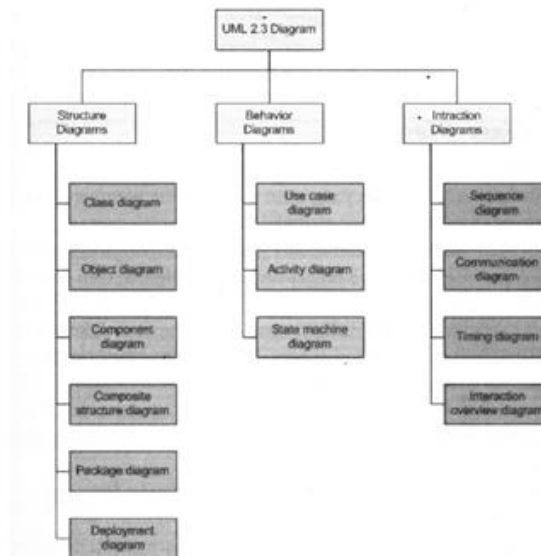 UML 2.3 Diagram
Structure
Diagrams
Behavior
Diagrams
Intraction
Diagrams
Class diagram
Object diagram
Component
diagram
Composite
structure diagram
Package diagram
Deployment
diagram
Use case
diagram
Activity diagram
State machine
diagram
Sequence
diagram
Communication
diagram
Timing diagram
Interaction
overview diagram